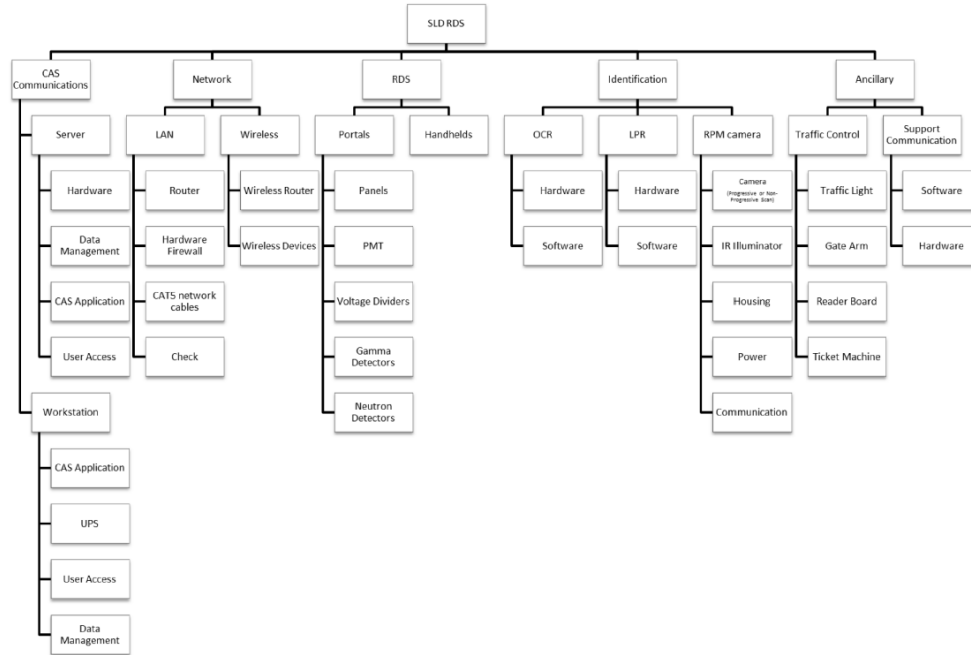 SLD RDS
CAS
Communications
Network
RDS
Identification
Ancillary
Server
LAN
Wireless
Portals
Handhelds
OCR
LPR
RPM camera
Traffic Control
Support
Communication
Hardware
Router
Wireless Router
Panels
Hardware
Hardware
Camera
(Progressive or Non-
Progressive Scan)
Traffic Light
Software
Data
Management
Hardware
Firewall
Wireless Devices
PMT
Software
Software
IR Illuminator
Gate Arm
Hardware
CAS Application
CAT5 network
cables
Voltage Dividers
Housing
Reader Board
User Access
Check
Gamma
Detectors
Power
Ticket Machine
Workstation
Neutron
Detectors
Communication
CAS Application
UPS
User Access
Data
Management